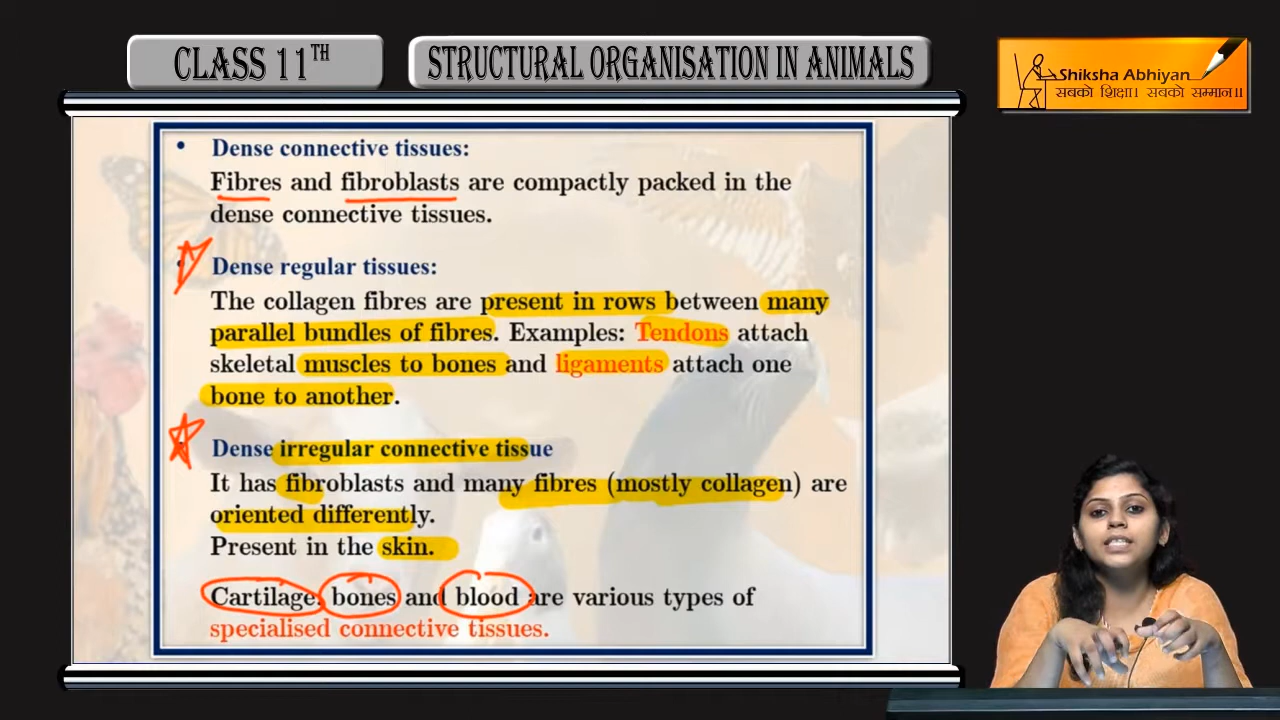 CLASS 11TH
STRUCTURAL ORGANISATION IN ANIMALS
Shiksha Abhiyan
सबको शिक्षा। सबको सम्मान॥
• Dense connective tissues:
Fibres and fibroblasts are compactly packed in the
dense connective tissues.
Dense regular tissues:
The collagen fibres are present in rows between many
parallel bundles of fibres. Examples: Tendons attach
skeletal muscles to bones and ligaments attach one
bone to another.
Dense irregular connective tissue
It has fibroblasts and many fibres (mostly collagen) are
oriented differently.
Present in the skin.
Cartilage, bones and blood are various types of
specialised connective tissues.